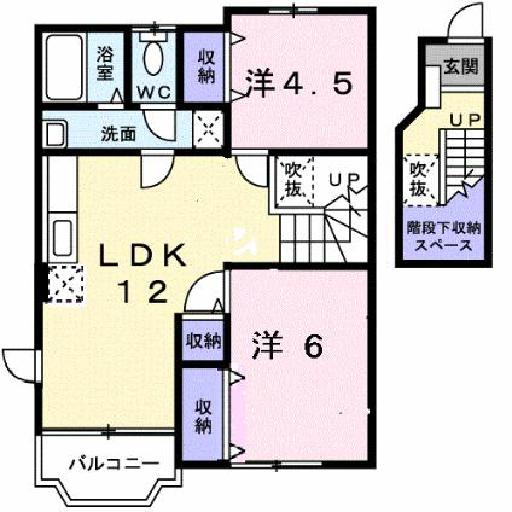 浴室
WC
収納
洋4.5
洗面
吹抜
UP
LDK
12
収納
洋 6
収納
バルコニー
玄関
UP
吹抜
階段下収納
スペース